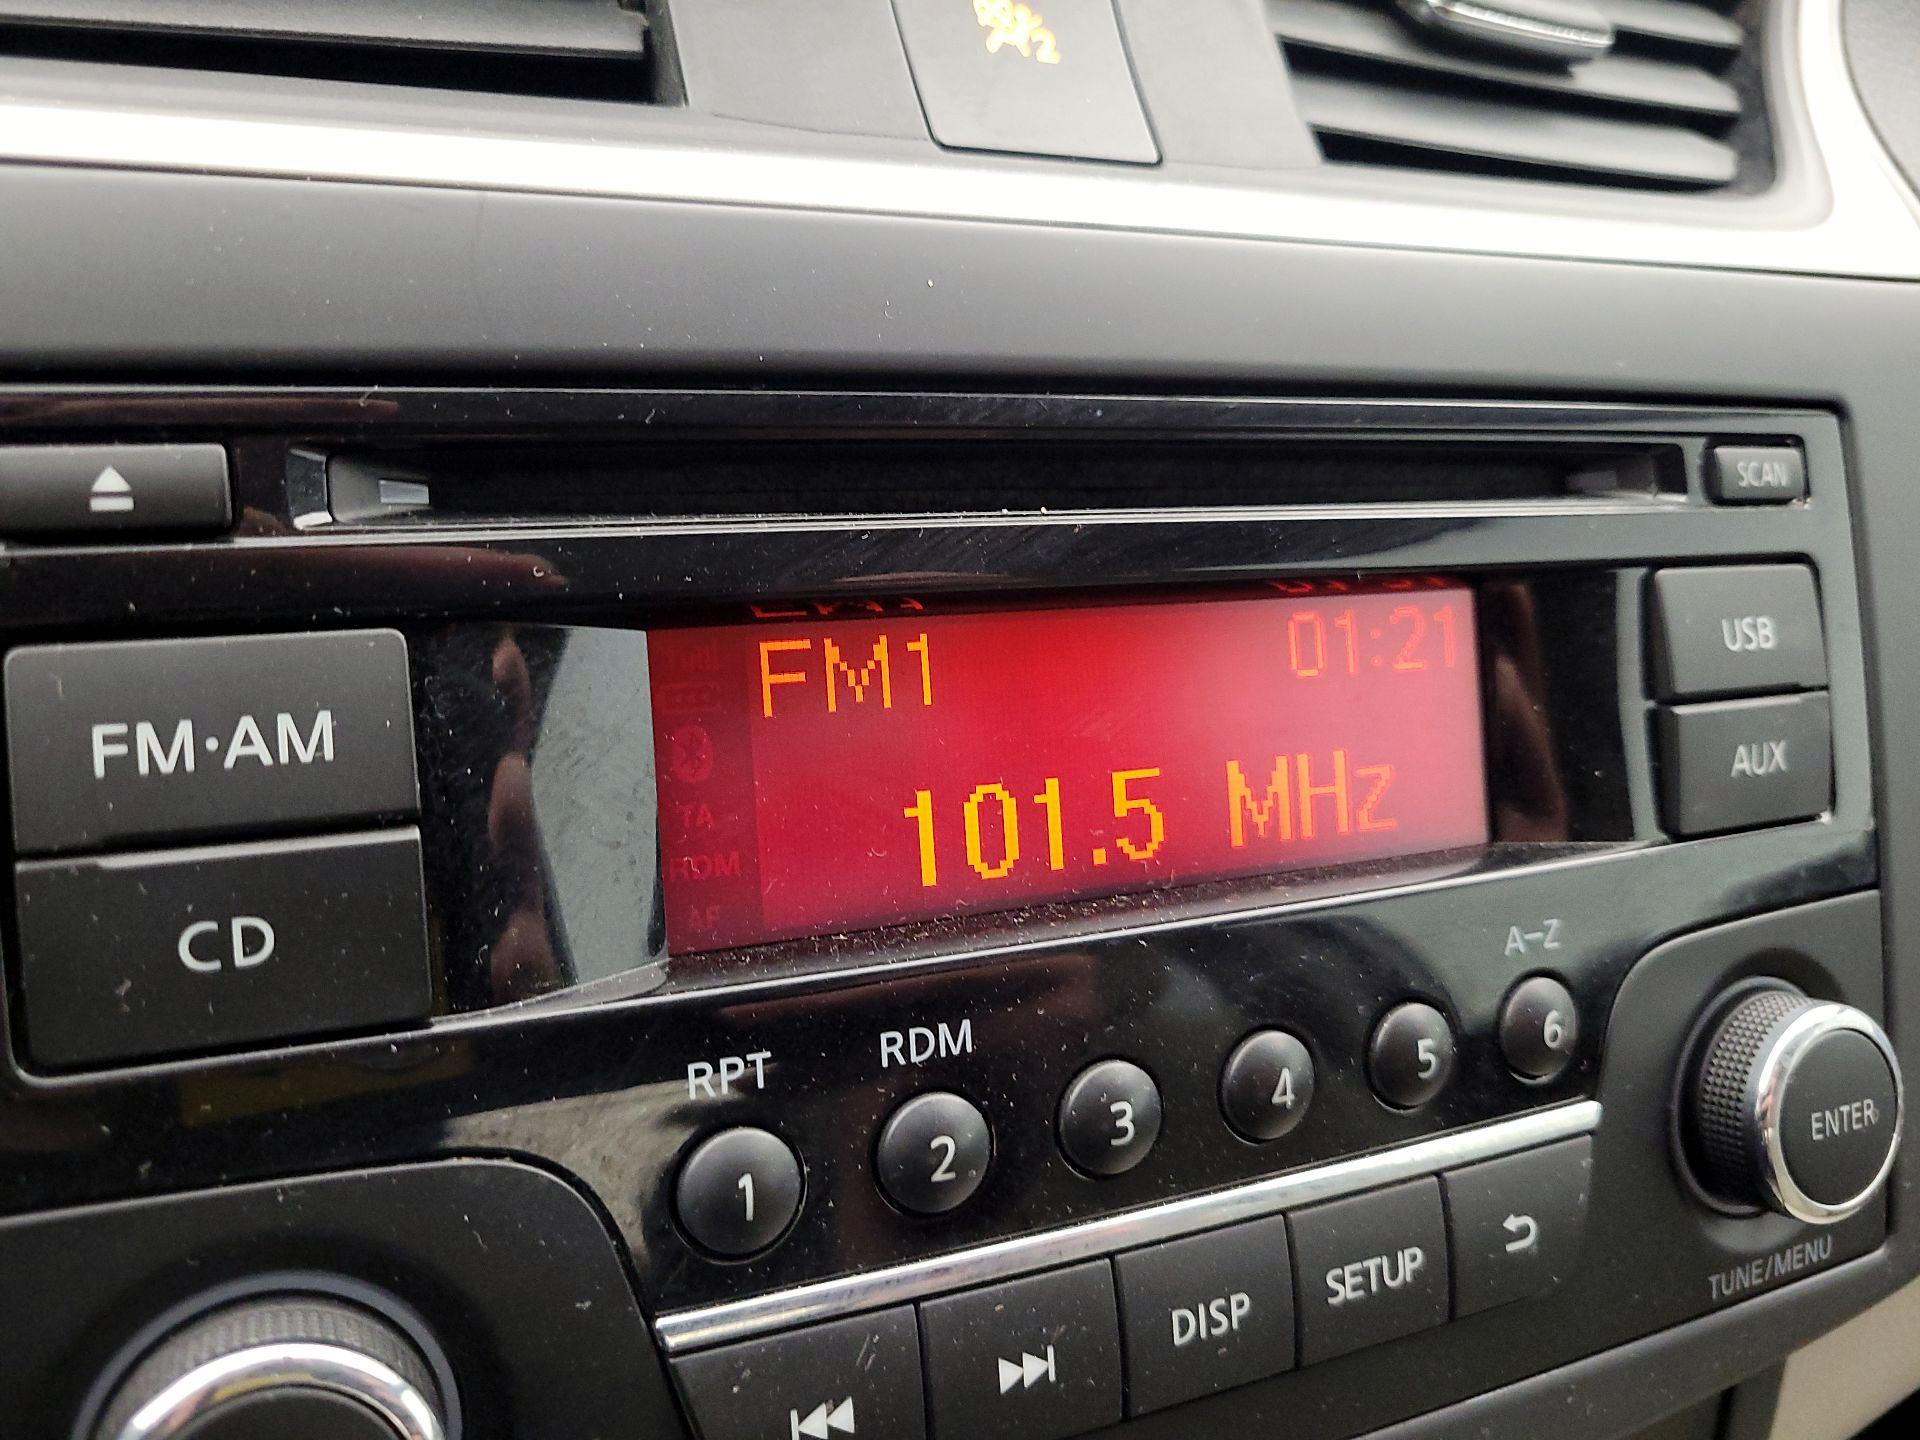 SCAN
FM1 01:21
USB
FM·AM
101.5 MHz
AUX
TA
RDM
AF
CD
A-Z
RPT RDM
1 2 3 4 5 6
ENTER
TUNE/MENU
DISP SETUP